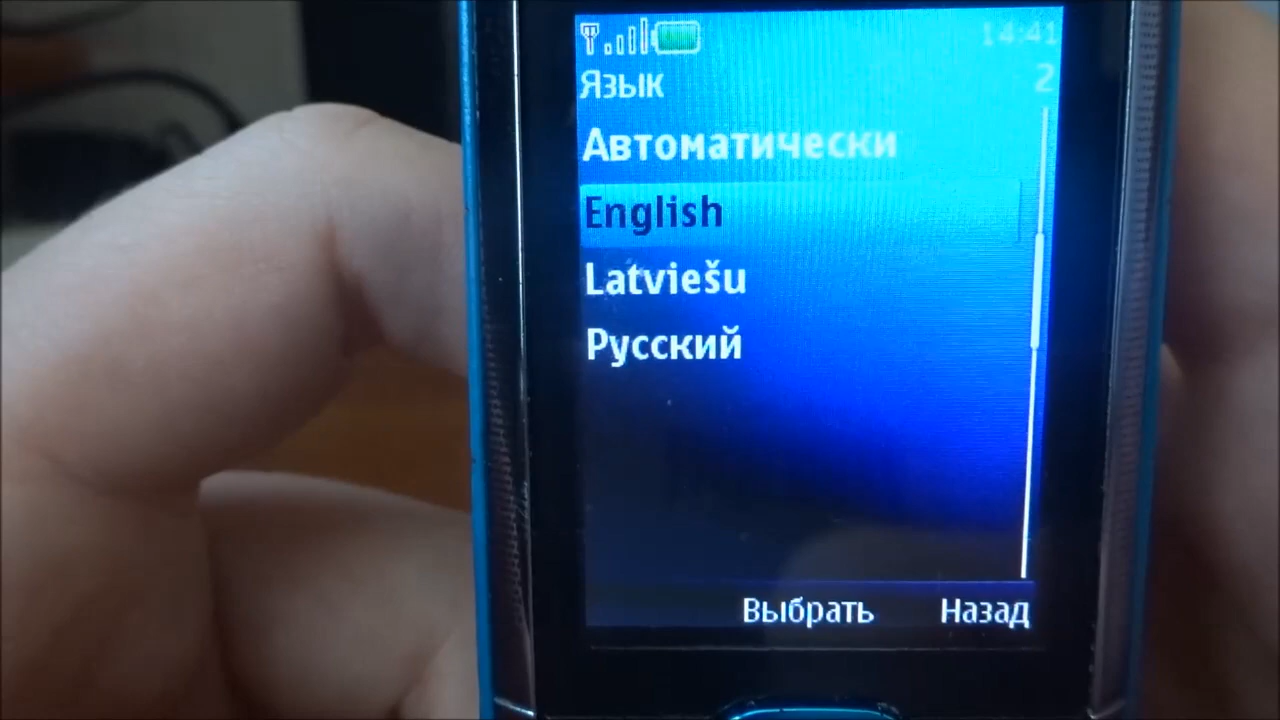 14:41
Язык 2
Автоматически
English
Latviešu
Русский
Выбрать Назад